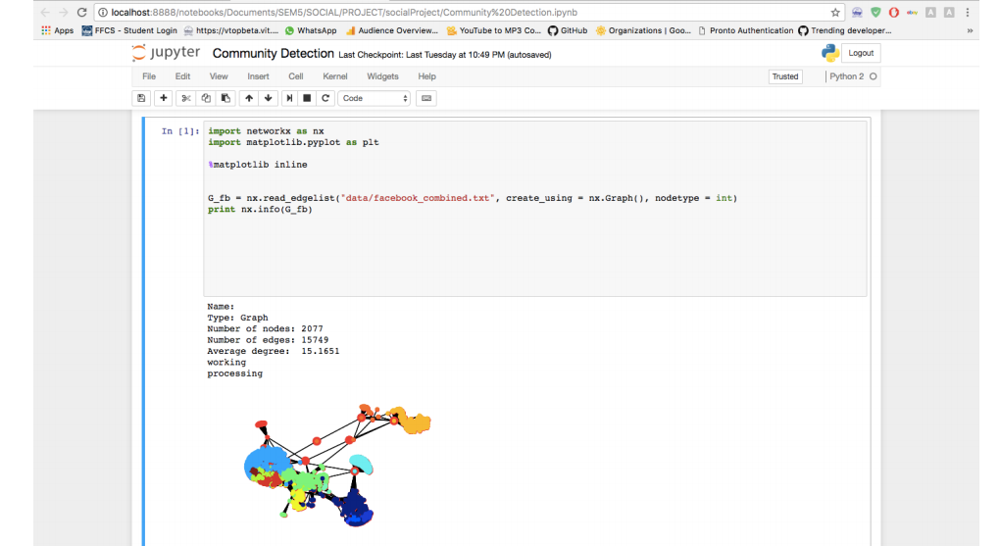 localhost:8888/notebooks/Documents/SEM5/SOCIAL/PROJECT/socialProject/Community%20Detection.ipynb
Apps FFCS - Student Login https://vtopbeta.vit.... WhatsApp Audience Overview... YouTube to MP3 Co... GitHub Organizations | Goo... Pronto Authentication Trending developer... »
jupyter Community Detection Last Checkpoint: Last Tuesday at 10:49 PM (autosaved) Logout
File Edit View Insert Cell Kernel Widgets Help Trusted Python 2
Code
In [1]: import networkx as nx
import matplotlib.pyplot as plt
%matplotlib inline
G_fb = nx.read_edgelist("data/facebook_combined.txt", create_using = nx.Graph(), nodetype = int)
print nx.info(G_fb)
Name:
Type: Graph
Number of nodes: 2077
Number of edges: 15749
Average degree: 15.1651
working
processing